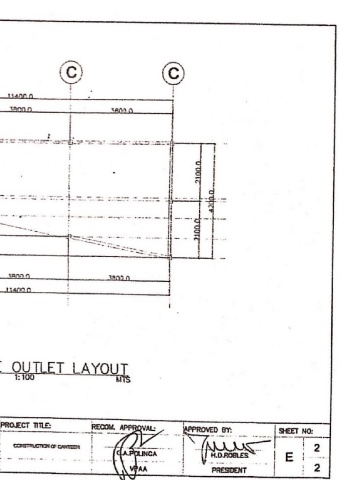 C C
11400.0
3800.0 3800.0
2100.0
4200.0
2100.0
3800.0 3800.0
11400.0
OUTLET LAYOUT
1:100 MTS
PROJECT TITLE: RECOM. APPROVAL: APPROVED BY: SHEET NO:
CONSTRUCTION OF CANTEEN
C.A.POLINGA H.D.ROBLES E 2
VPAA PRESIDENT 2